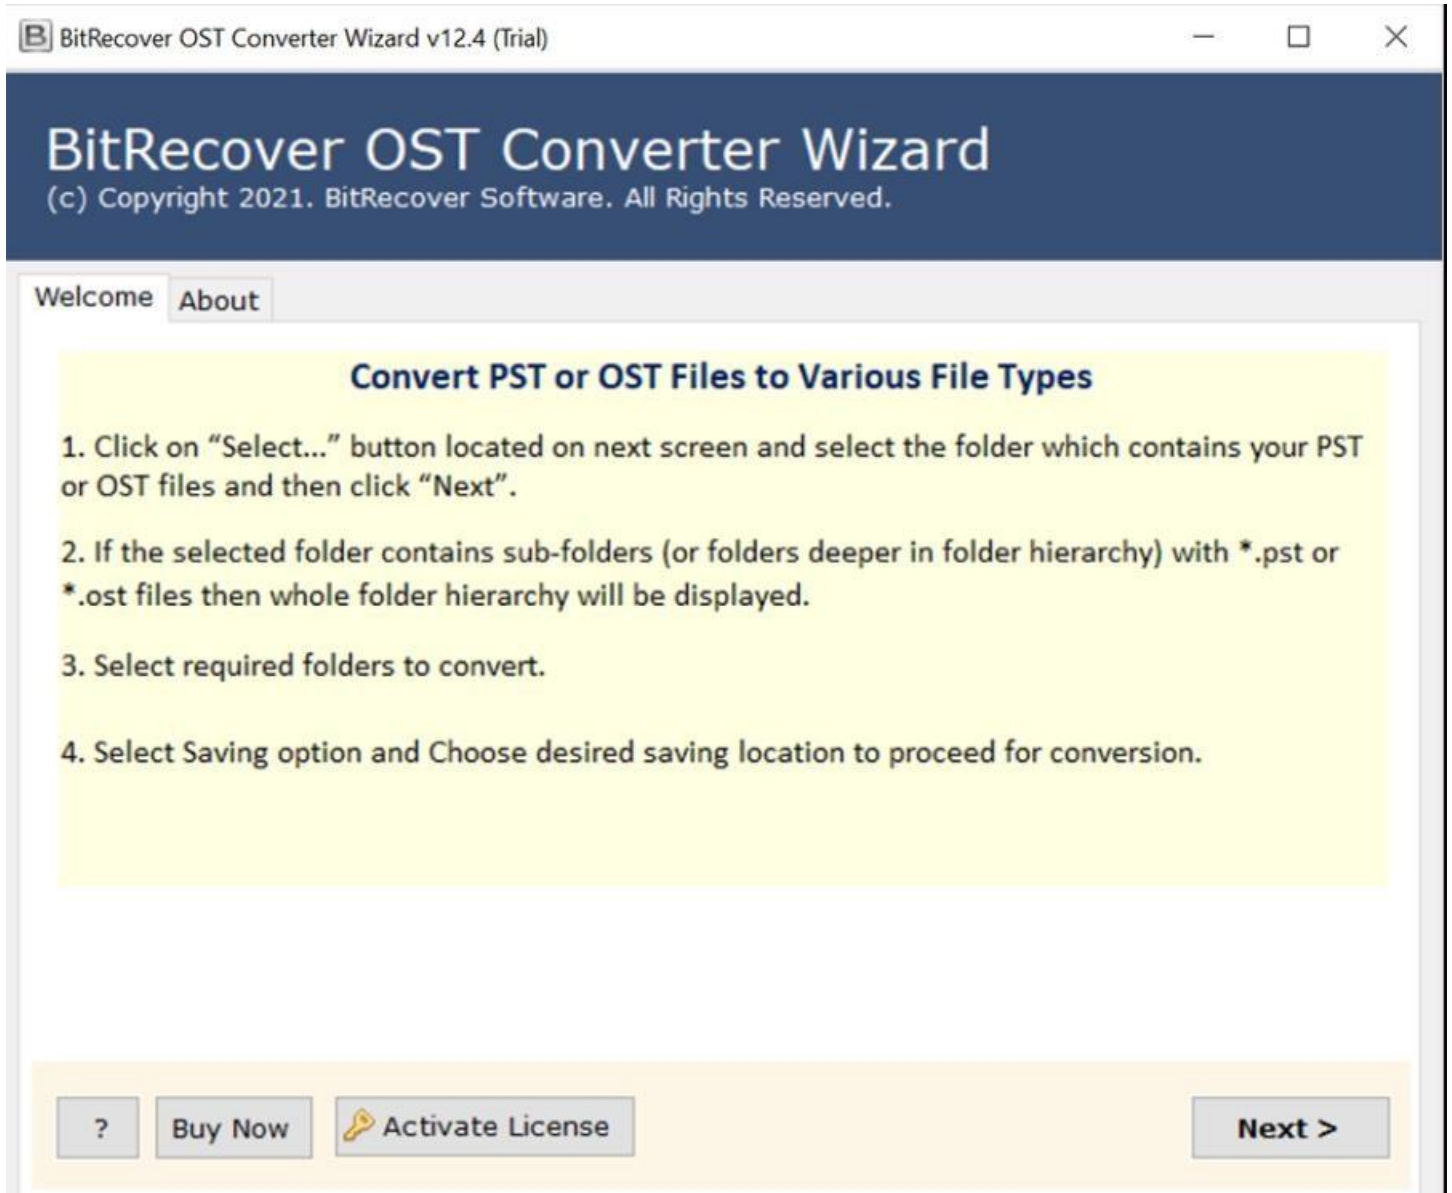 BitRecover OST Converter Wizard v12.4 (Trial)
BitRecover OST Converter Wizard
(c) Copyright 2021. BitRecover Software. All Rights Reserved.
Welcome About
Convert PST or OST Files to Various File Types
1. Click on “Select...” button located on next screen and select the folder which contains your PST
or OST files and then click “Next”.
2. If the selected folder contains sub-folders (or folders deeper in folder hierarchy) with *.pst or
*.ost files then whole folder hierarchy will be displayed.
3. Select required folders to convert.
4. Select Saving option and Choose desired saving location to proceed for conversion.
? Buy Now Activate License Next >